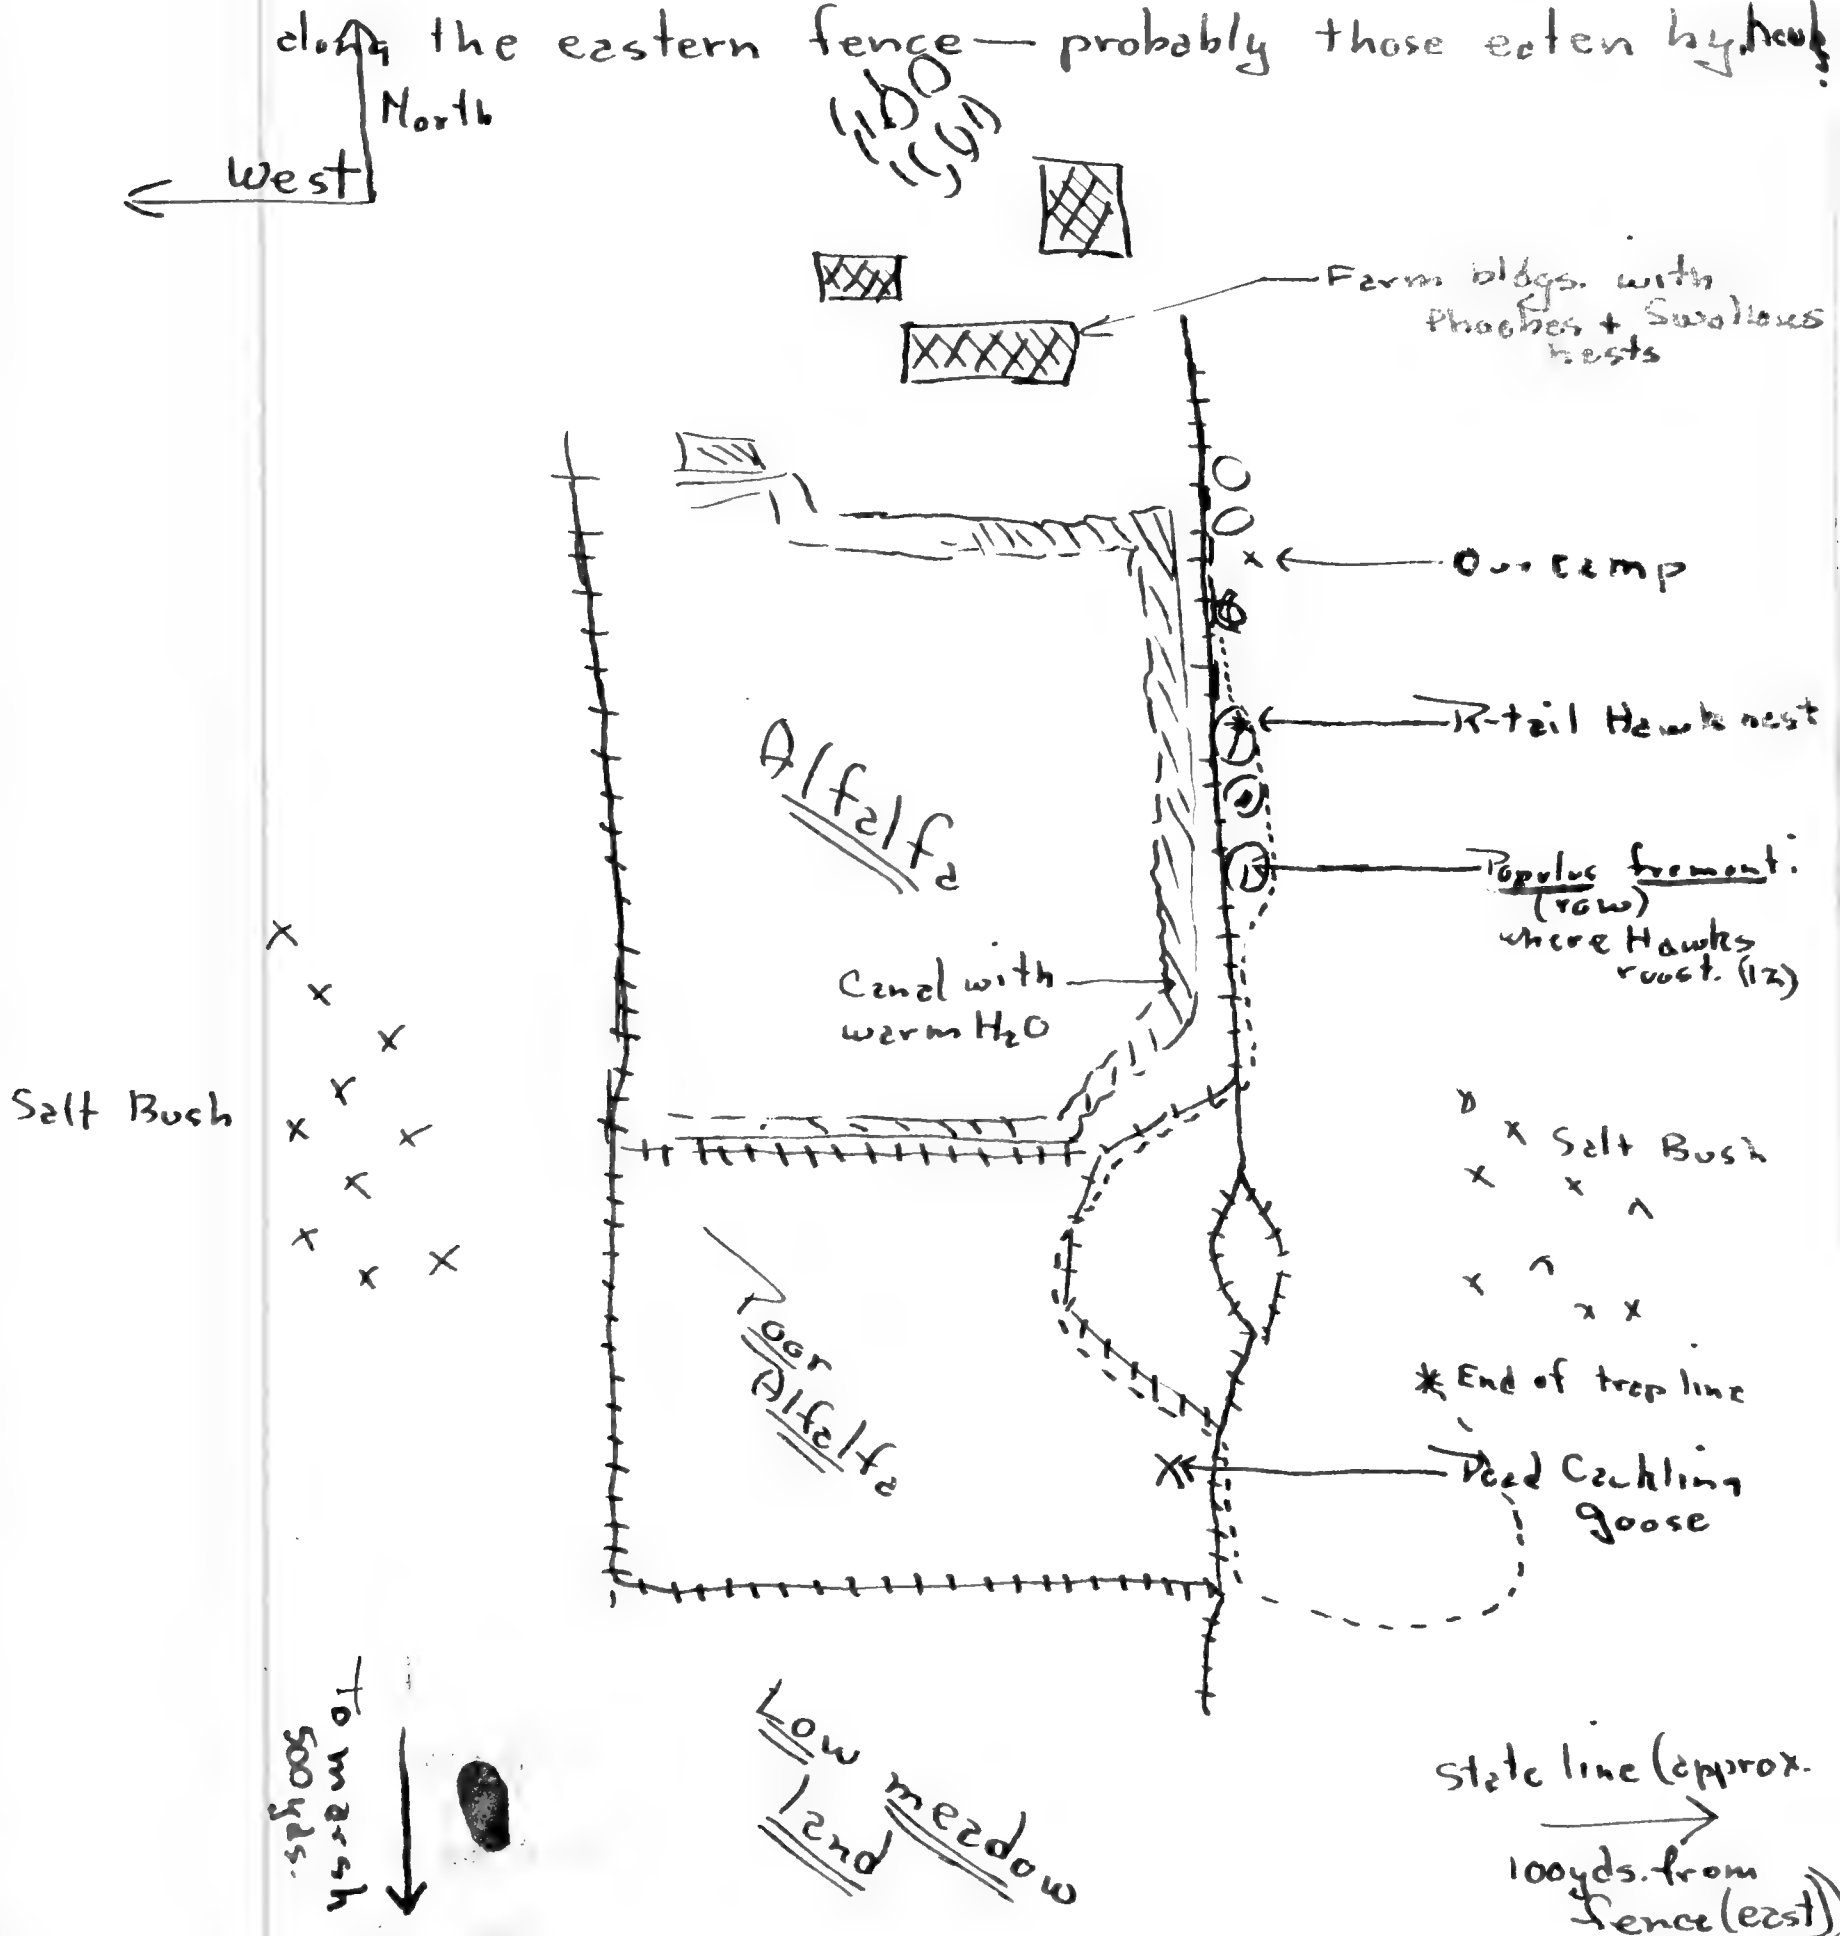 along the eastern fence — probably those eaten by hawks.
North
West
Farm bldgs. with
Phoebes + Swallows
nests
Our camp
R-tail Hawk nest
Alfalfa
Populus fremonti
(row)
where Hawks
roost. (12)
Canal with
warm H₂O
Salt Bush
Salt Bush
Poor
Alfalfa
* End of trap line
Dead Cackling
goose
To marsh
500 yds.
Low meadow
land
State line (approx.
100 yds. from
fence (east))